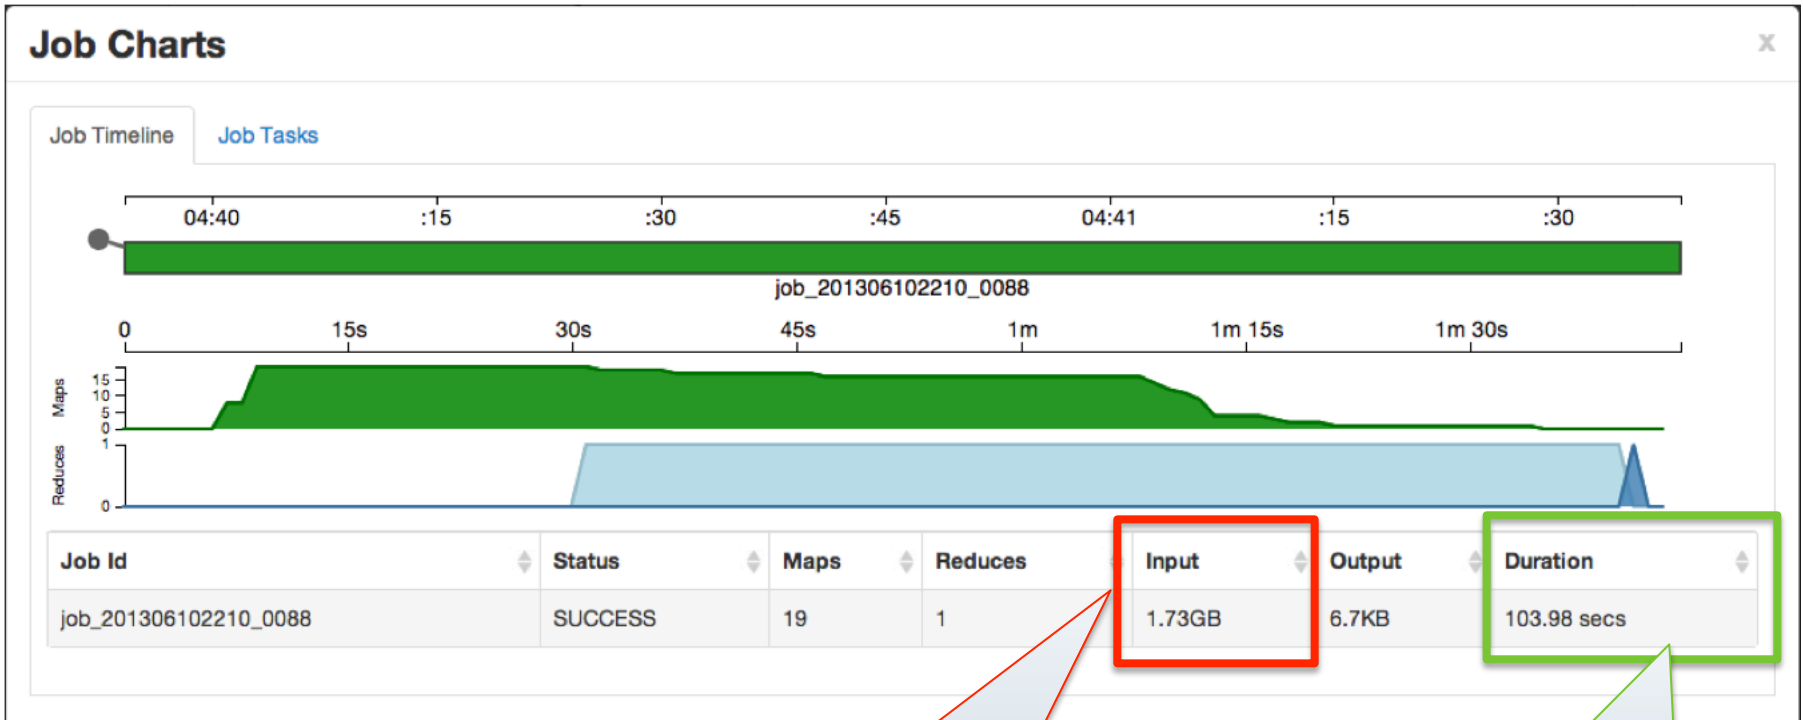 Job Charts x
Job Timeline Job Tasks
04:40 :15 :30 :45 04:41 :15 :30
job_201306102210_0088
0 15s 30s 45s 1m 1m 15s 1m 30s
Maps 15 10 5 0
Reduces 1 0
Job Id Status Maps Reduces Input Output Duration
job_201306102210_0088 SUCCESS 19 1 1.73GB 6.7KB 103.98 secs